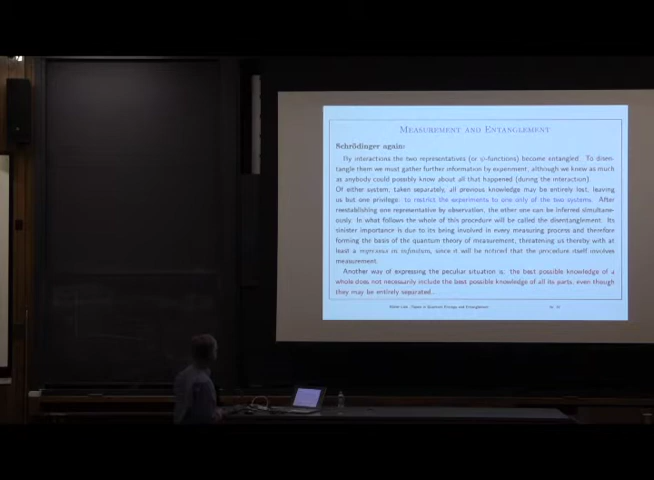 MEASUREMENT AND ENTANGLEMENT
Schrödinger again:
By interactions the two representatives (or ψ-functions) become entangled. To disen-
tangle them we must gather further information by experiment, although we knew as much
as anybody could possibly know about all that happened (during the interaction).
Of either system, taken separately, all previous knowledge may be entirely lost, leaving
us but one privilege: to restrict the experiments to one only of the two systems. After
reestablishing one representative by observation, the other one can be inferred simultane-
ously. In what follows the whole of this procedure will be called the disentanglement. Its
sinister importance is due to its being involved in every measuring process and therefore
forming the basis of the quantum theory of measurement, threatening us thereby with at
least a regressus in infinitum, since it will be noticed that the procedure itself involves
measurement.
Another way of expressing the peculiar situation is: the best possible knowledge of a
whole does not necessarily include the best possible knowledge of all its parts, even though
they may be entirely separated.
and Entanglement